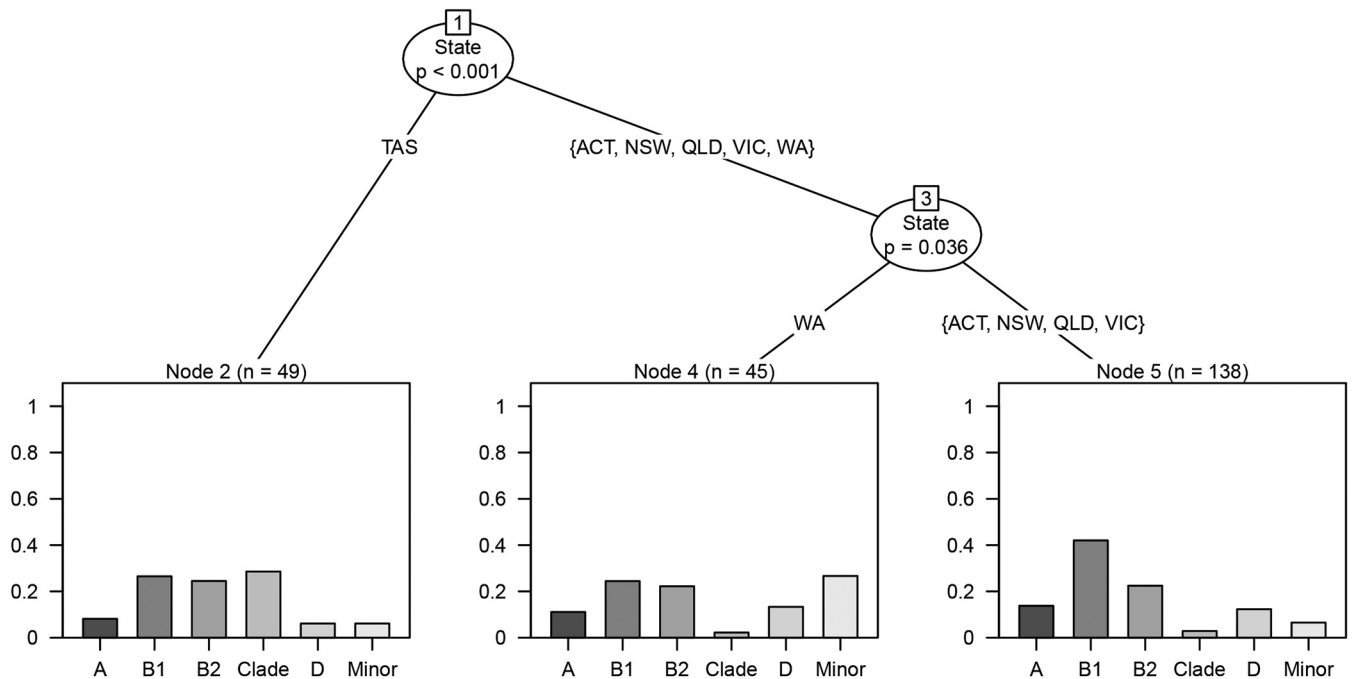 1
State
p < 0.001
TAS
{ACT, NSW, QLD, VIC, WA}
3
State
p = 0.036
WA
{ACT, NSW, QLD, VIC}
Node 2 (n = 49)
1
0.8
0.6
0.4
0.2
0
A B1 B2 Clade D Minor
Node 4 (n = 45)
1
0.8
0.6
0.4
0.2
0
A B1 B2 Clade D Minor
Node 5 (n = 138)
1
0.8
0.6
0.4
0.2
0
A B1 B2 Clade D Minor